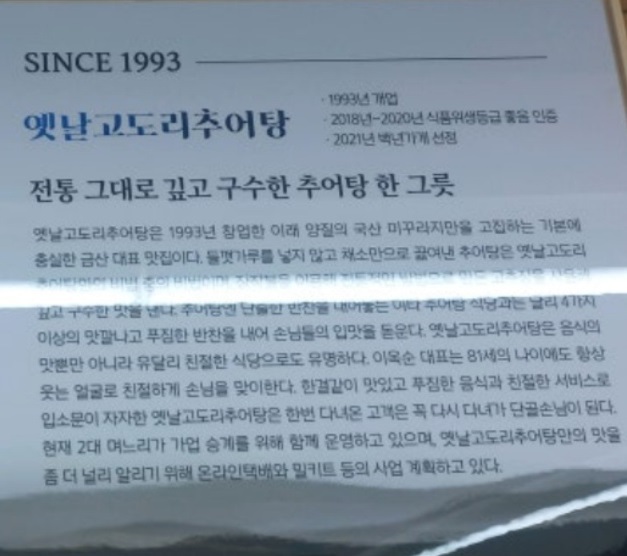 SINCE 1993
옛날고도리추어탕
· 1993년 개업
· 2018년~2020년 식품위생등급 좋음 인증
· 2021년 백년가게 선정
전통 그대로 깊고 구수한 추어탕 한 그릇
옛날고도리추어탕은 1993년 창업한 이래 양질의 국산 미꾸라지만을 고집하는 기본에
충실한 금산 대표 맛집이다. 들깻가루를 넣지 않고 채소만으로 끓여낸 추어탕은 옛날고도리
추어탕만의 비법 중의 비법이며
깊고 구수한 맛을 낸다. 추어탕엔 단출한 반찬을 내어놓는 여타 추어탕 식당과는 달리 4가지
이상의 맛깔나고 푸짐한 반찬을 내어 손님들의 입맛을 돋운다. 옛날고도리추어탕은 음식의
맛뿐만 아니라 유달리 친절한 식당으로도 유명하다. 이옥순 대표는 81세의 나이에도 항상
웃는 얼굴로 친절하게 손님을 맞이한다. 한결같이 맛있고 푸짐한 음식과 친절한 서비스로
입소문이 자자한 옛날고도리추어탕은 한번 다녀온 고객은 꼭 다시 다녀가 단골손님이 된다.
현재 2대 며느리가 가업 승계를 위해 함께 운영하고 있으며, 옛날고도리추어탕만의 맛을
좀 더 널리 알리기 위해 온라인택배와 밀키트 등의 사업 계획하고 있다.